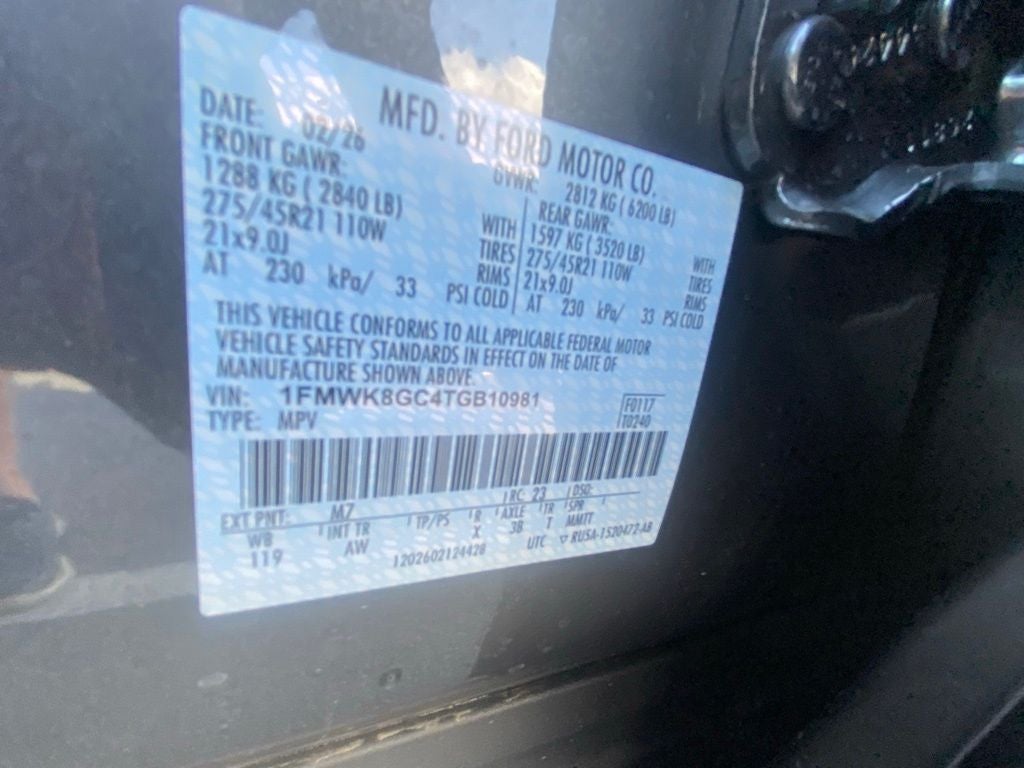 MFD. BY FORD MOTOR CO.
DATE: 02/26
GVWR: 2812 KG ( 6200 LB)
FRONT GAWR:
1288 KG ( 2840 LB)
275/45R21 110W
21x9.0J
AT 230 kPa/ 33
WITH
TIRES
RIMS
PSI COLD
REAR GAWR:
1597 KG ( 3520 LB)
275/45R21 110W
21x9.0J
AT 230 kPa/ 33
WITH
TIRES
RIMS
PSI COLD
THIS VEHICLE CONFORMS TO ALL APPLICABLE FEDERAL MOTOR
VEHICLE SAFETY STANDARDS IN EFFECT ON THE DATE OF
MANUFACTURE SHOWN ABOVE.
VIN: 1FMWK8GC4TGB10981
TYPE: MPV
F0117
T0240
EXT PNT: M7 RC: 23 DSO:
WB INT TR TP/PS R AXLE TR SPR
119 AW X 3B T MMTT
1202602124428 UTC ▽ RUSA-1520472-AB